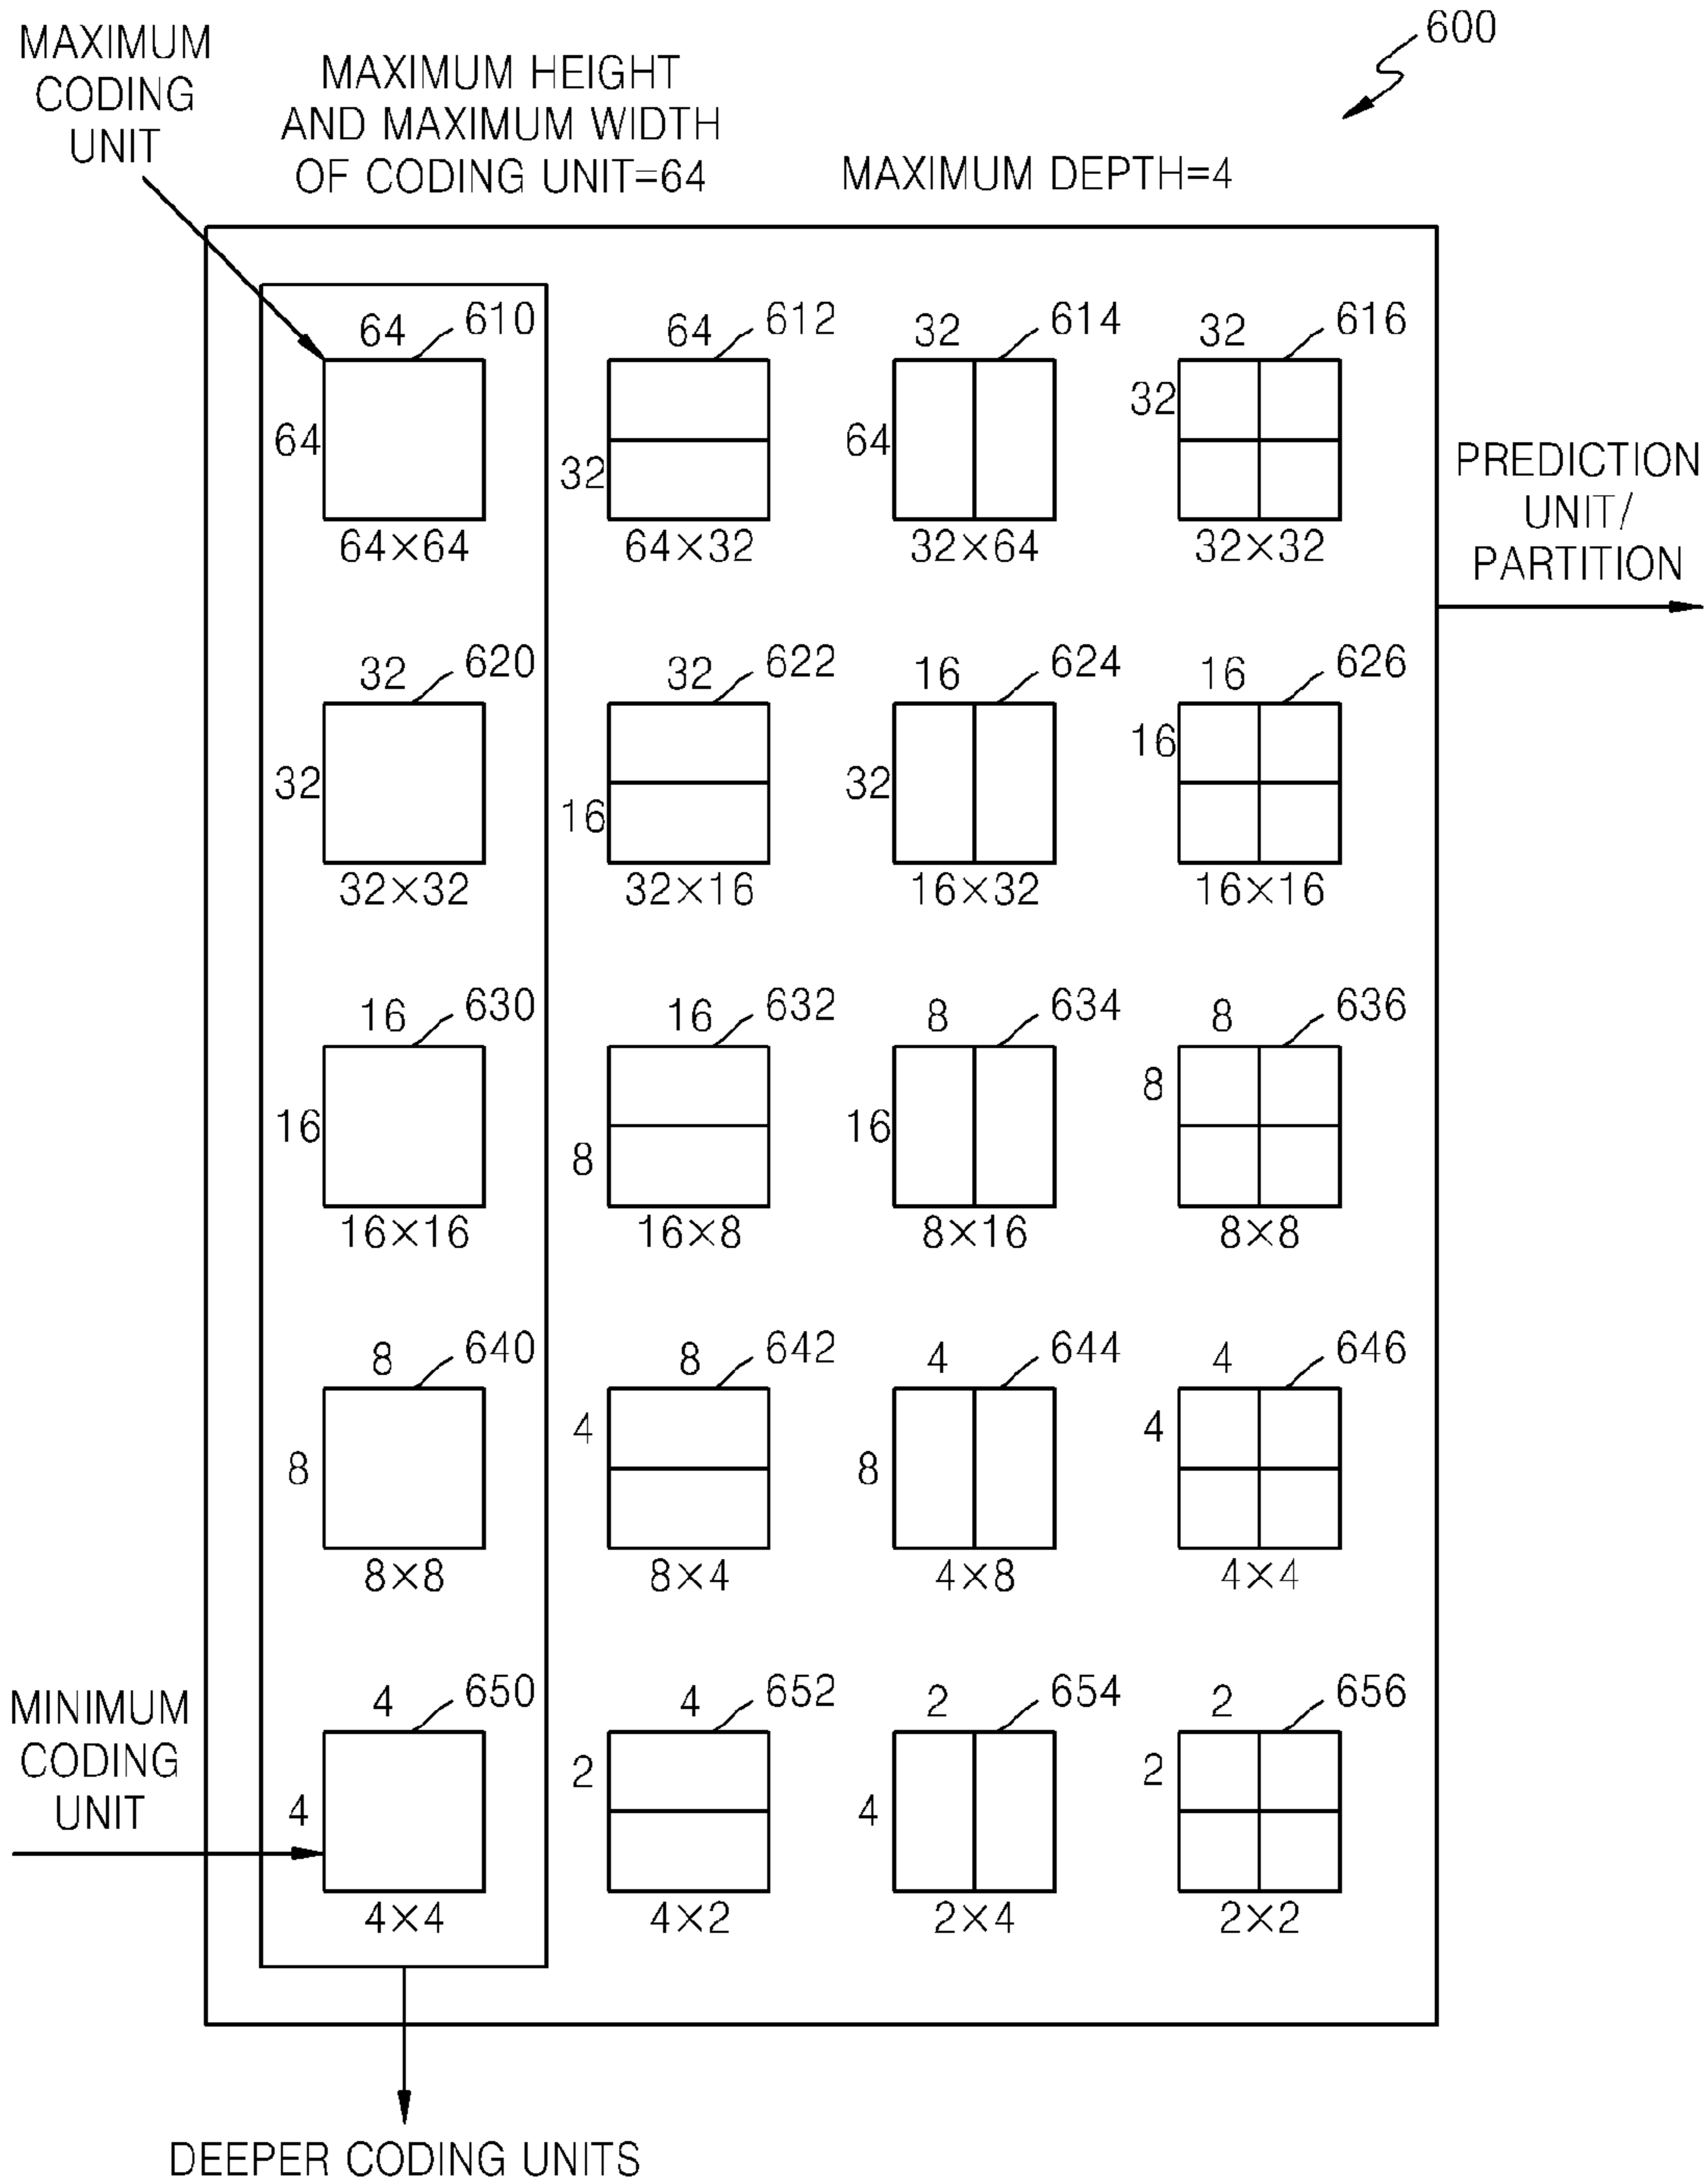 600
MAXIMUM
CODING
UNIT
MAXIMUM HEIGHT
AND MAXIMUM WIDTH
OF CODING UNIT=64
MAXIMUM DEPTH=4
64 610 64 612 32 614 32 616
64 32 64 32
64×64 64×32 32×64 32×32
PREDICTION
UNIT/
PARTITION
32 620 32 622 16 624 16 626
32 16 32 16
32×32 32×16 16×32 16×16
16 630 16 632 8 634 8 636
16 8 16 8
16×16 16×8 8×16 8×8
8 640 8 642 4 644 4 646
8 4 8 4
8×8 8×4 4×8 4×4
MINIMUM
CODING
UNIT
4 650 4 652 2 654 2 656
4 2 4 2
4×4 4×2 2×4 2×2
DEEPER CODING UNITS